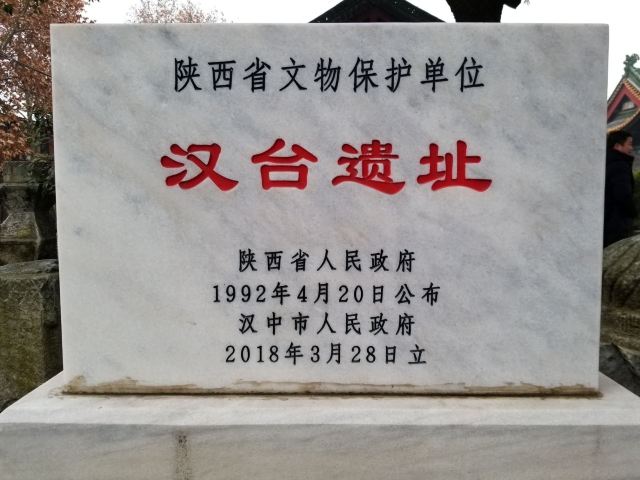 陕西省文物保护单位
汉台遗址
陕西省人民政府
1992年4月20日公布
汉中市人民政府
2018年3月28日立